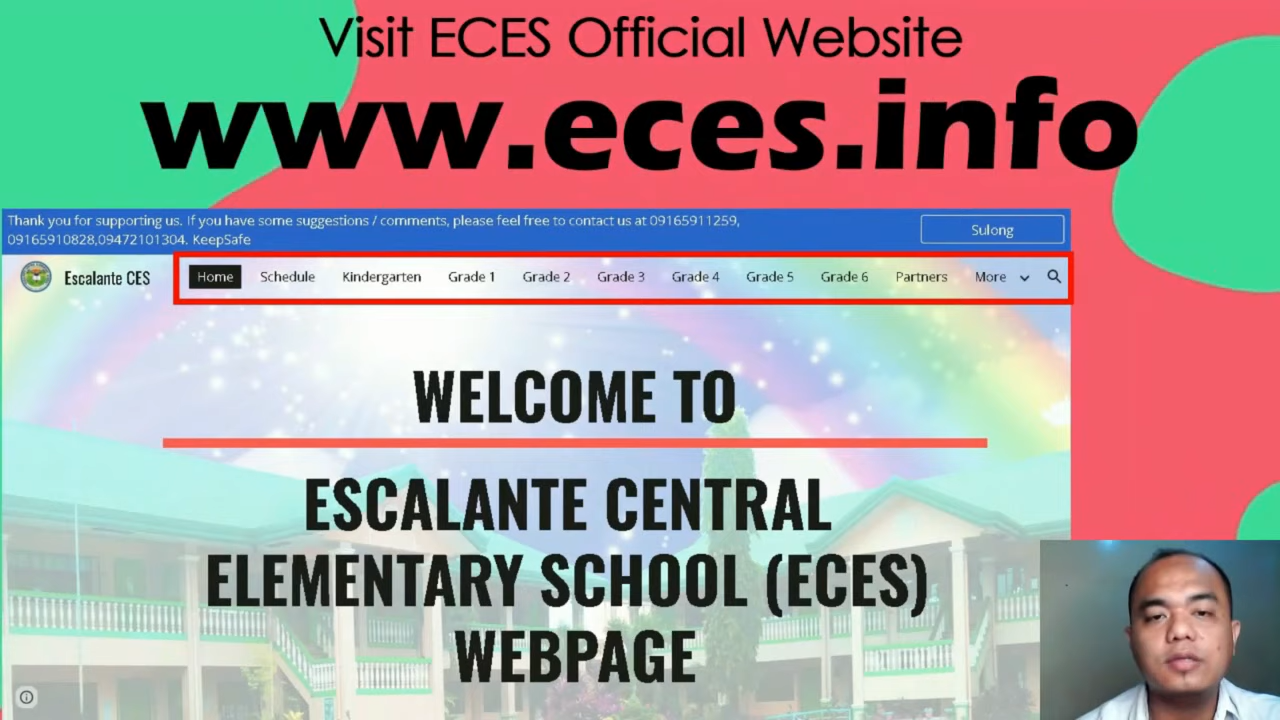 Visit ECES Official Website
www.eces.info
Thank you for supporting us. If you have some suggestions / comments, please feel free to contact us at 09165911259,
09165910828,09472101304. KeepSafe
Sulong
Escalante CES
Home Schedule Kindergarten Grade 1 Grade 2 Grade 3 Grade 4 Grade 5 Grade 6 Partners More
WELCOME TO
ESCALANTE CENTRAL
ELEMENTARY SCHOOL (ECES)
WEBPAGE